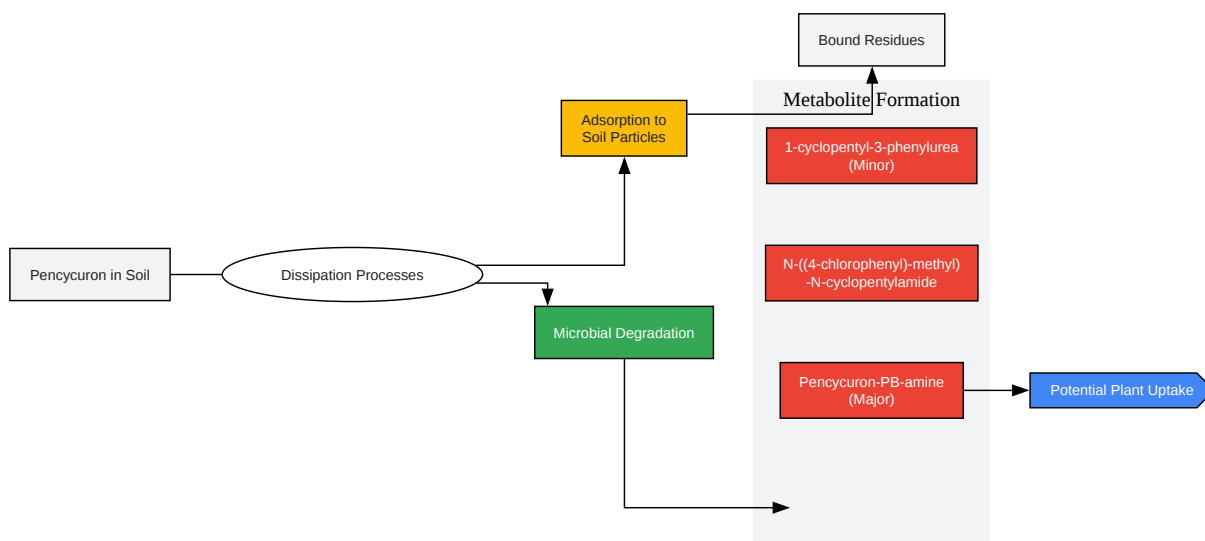 Bound Residues
Metabolite Formation
Adsorption to
Soil Particles
1-cyclopentyl-3-phenylurea
(Minor)
Pencycuron in Soil
Dissipation Processes
N-((4-chlorophenyl)-methyl)
-N-cyclopentylamide
Microbial Degradation
Pencycuron-PB-amine
(Major)
Potential Plant Uptake